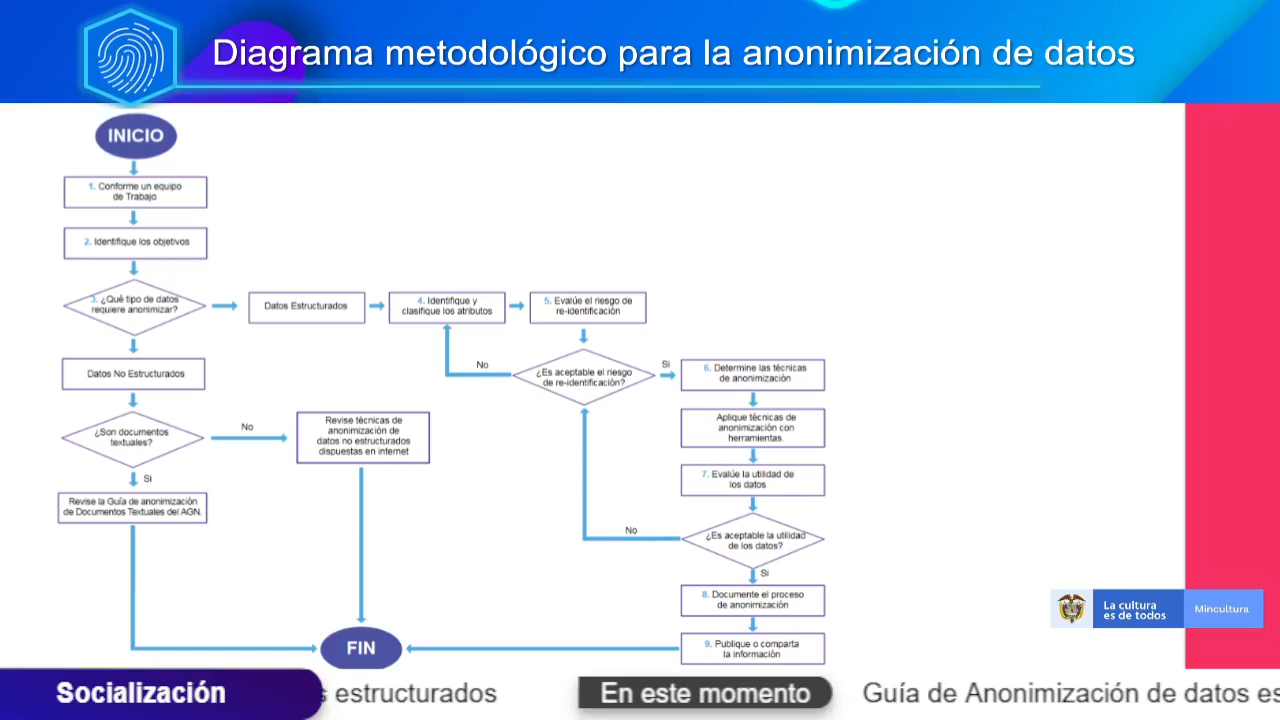 Diagrama metodológico para la anonimización de datos
INICIO
1. Conforme un equipo
de Trabajo
2. Identifique los objetivos
3. ¿Qué tipo de datos
requiere anonimizar?
Datos Estructurados
4. Identifique y
clasifique los atributos
5. Evalúe el riesgo de
re-identificación
Datos No Estructurados
No
¿Es aceptable el riesgo
de re-identificación?
Si
6. Determine las técnicas
de anonimización
¿Son documentos
textuales?
No
Revise técnicas de
anonimización de
datos no estructurados
dispuestas en internet
Aplique técnicas de
anonimización con
herramientas.
Si
7. Evalúe la utilidad de
los datos
Revise la Guía de anonimización
de Documentos Textuales del AGN.
No
¿Es aceptable la utilidad
de los datos?
Si
8. Documente el proceso
de anonimización
9. Publique o comparta
la información
FIN
La cultura
es de todos
Mincultura
Socialización
s estructurados
En este momento
Guía de Anonimización de datos es